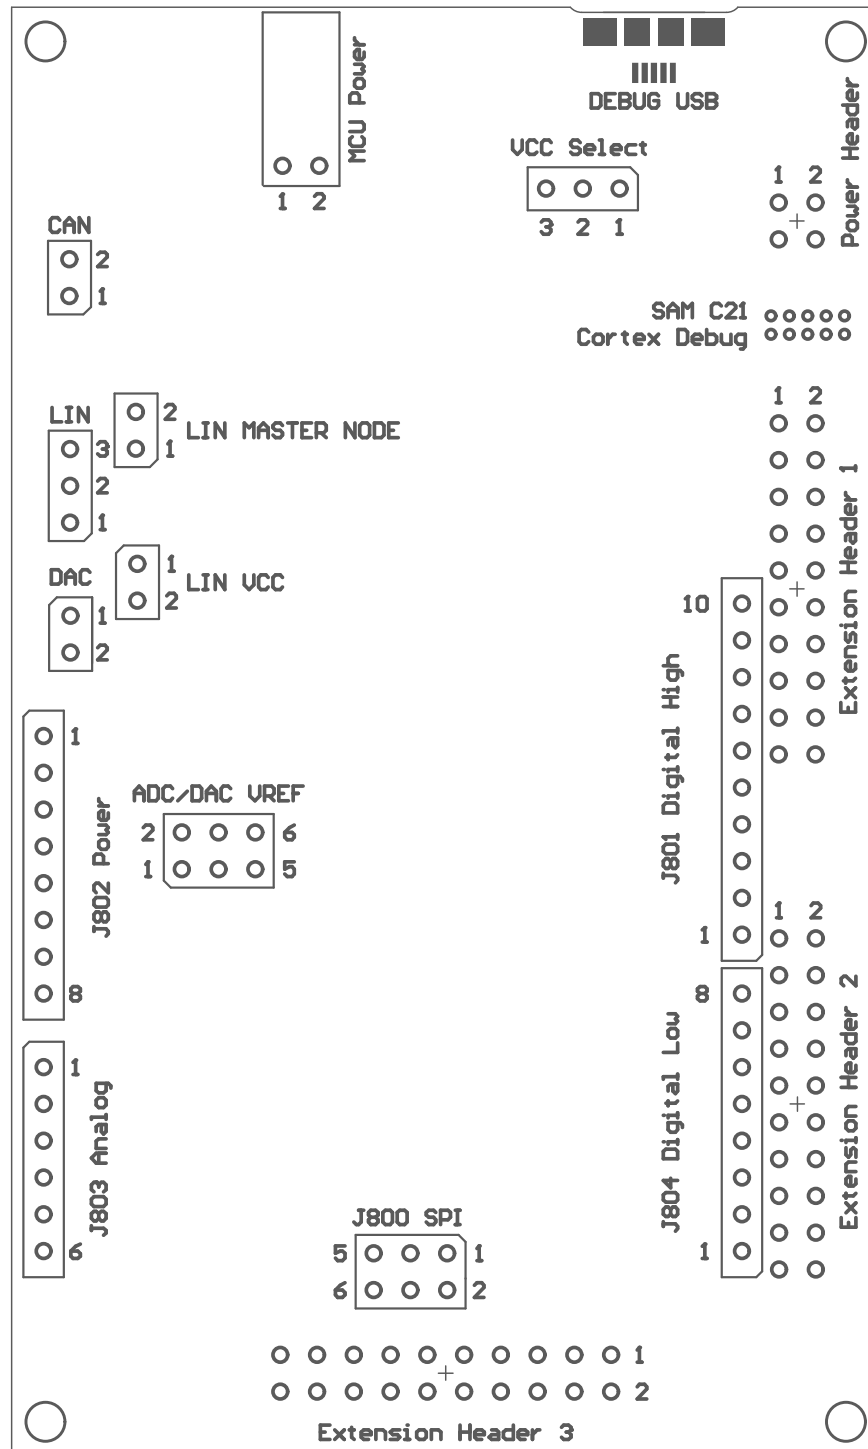 MCU Power
1 2
DEBUG USB
VCC Select
3 2 1
Power Header
1 2
CAN
2
1
SAM C21
Cortex Debug
LIN
3
2
1
2
1
LIN MASTER NODE
1 2
Extension Header 1
DAC
1
2
1
2
LIN VCC
10
J801 Digital High
1
1
J802 Power
8
ADC/DAC VREF
2 6
1 5
1 2
Extension Header 2
8
J804 Digital Low
1
1
J803 Analog
6
J800 SPI
5 1
6 2
1
2
Extension Header 3